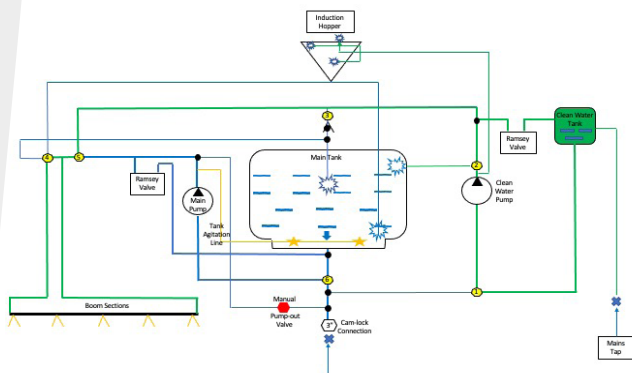 Induction
Hopper
3
Clean Water
Tank
Ramsey
Valve
4
5
Main Tank
2
Ramsey
Valve
Main
Pump
Clean
Water
Pump
Tank
Agitation
Line
6
1
Boom Sections
Manual
Pump-out
Valve
3"
Cam-lock
Connection
Mains
Tap